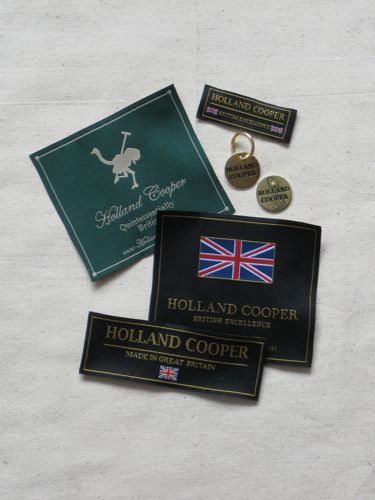 HOLLAND COOPER
BRITISH EXCELLENCE
HOLLAND
COOPER
HOLLAND
COOPER
Holland Cooper
Quintessentially
HOLLAND COOPER
BRITISH EXCELLENCE
HOLLAND COOPER
MADE IN GREAT BRITAIN